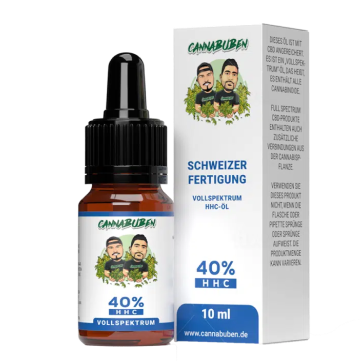 CANNABUBEN
40%
HHC
VOLLSPEKTRUM
CANNABUBEN
SCHWEIZER
FERTIGUNG
VOLLSPEKTRUM
HHC-ÖL
40%
HHC
10 ml
www.cannabuben.de
DIESES ÖL IST MIT
CBD ANGEREICHERT.
ES IST EIN „VOLLSPEK-
TRUM" ÖL, DAS HEIßT,
ES ENTHÄLT ALLE
CANNABINOIDE.
FULL SPECTRUM
CBD-PRODUKTE
ENTHALTEN AUCH
ZUSÄTZLICHE
VERBINDUNGEN AUS
DER CANNABISP-
FLANZE.
VERWENDEN SIE
DIESES PRODUKT
NICHT, WENN DIE
FLASCHE ODER
PIPETTE SPRÜNGE
ODER SPRÜNGE
AUFWEIST. DIE
PRODUKTMENGE
KANN VARIIEREN.